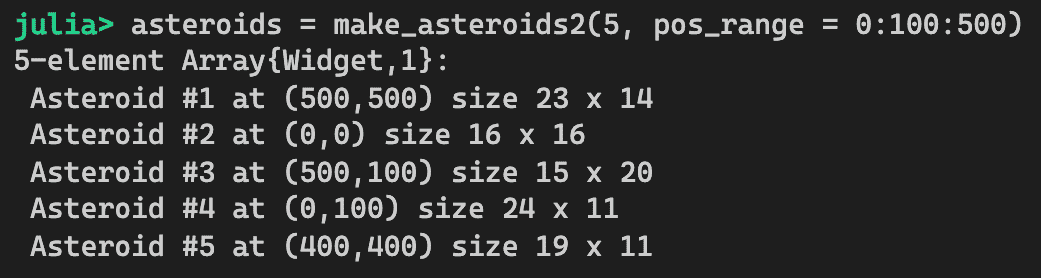 julia> asteroids = make_asteroids2(5, pos_range = 0:100:500)
5-element Array{Widget,1}:
Asteroid #1 at (500,500) size 23 x 14
Asteroid #2 at (0,0) size 16 x 16
Asteroid #3 at (500,100) size 15 x 20
Asteroid #4 at (0,100) size 24 x 11
Asteroid #5 at (400,400) size 19 x 11